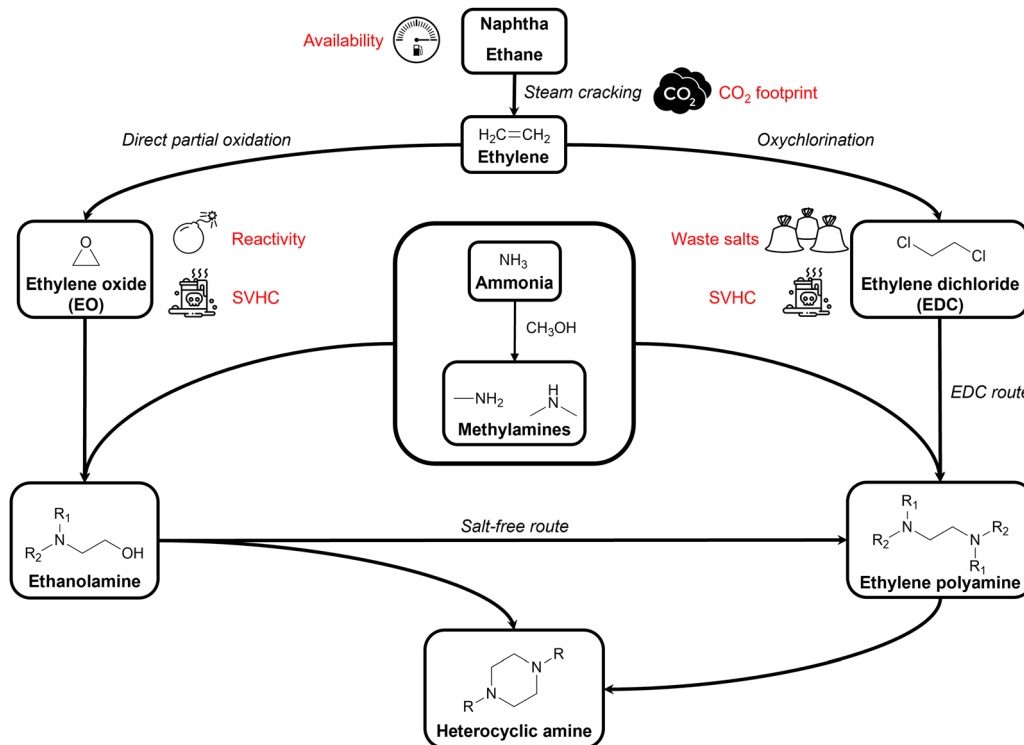 Availability
Naphtha
Ethane
Steam cracking
CO2
CO₂ footprint
H₂C=CH₂
Ethylene
Direct partial oxidation
Oxychlorination
O
Ethylene oxide
(EO)
Reactivity
SVHC
NH₃
Ammonia
CH₃OH
NH₂
H
N
Methylamines
Waste salts
SVHC
Cl
Cl
Ethylene dichloride
(EDC)
EDC route
R₁
N
R₂
OH
Ethanolamine
Salt-free route
R₁
N
R₂
R₂
N
R₁
Ethylene polyamine
N
R
N
R
Heterocyclic amine